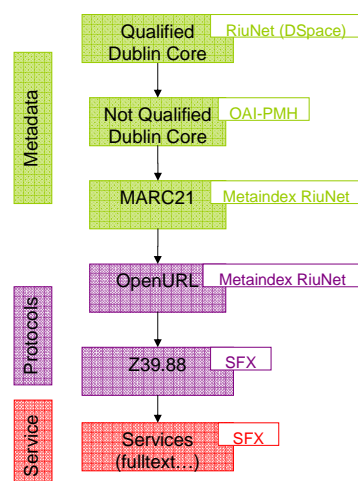 Qualified
Dublin Core
RiuNet (DSpace)
Metadata
Not Qualified
Dublin Core
OAI-PMH
MARC21
Metaindex RiuNet
Protocols
OpenURL
Metaindex RiuNet
Z39.88
SFX
Service
Services
(fulltext…)
SFX